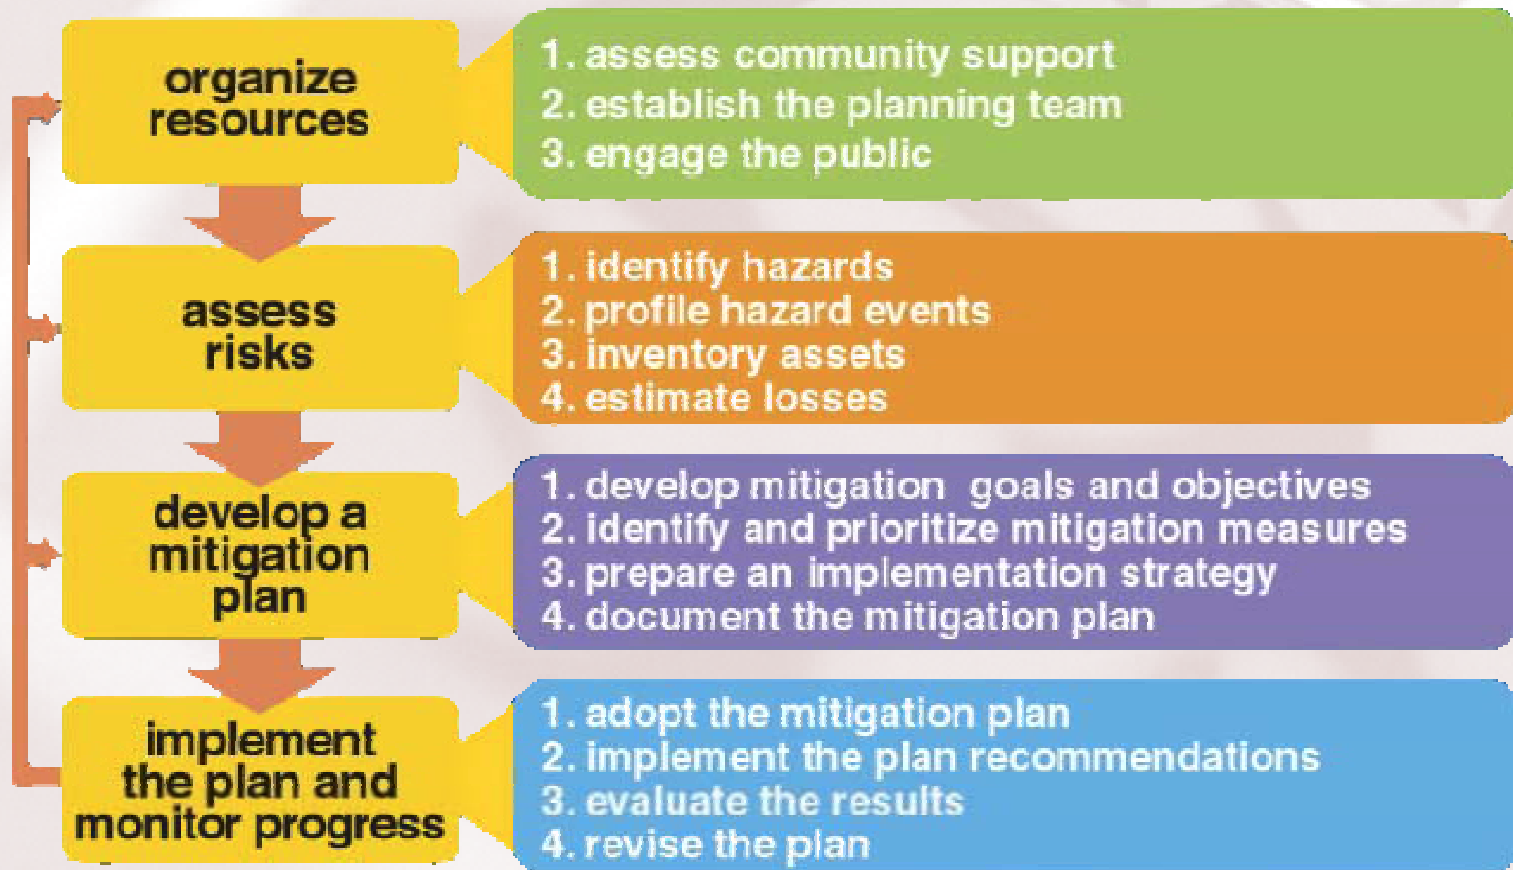 organize
resources
1. assess community support
2. establish the planning team
3. engage the public
assess
risks
1. identify hazards
2. profile hazard events
3. inventory assets
4. estimate losses
develop a
mitigation
plan
1. develop mitigation goals and objectives
2. identify and prioritize mitigation measures
3. prepare an implementation strategy
4. document the mitigation plan
implement
the plan and
monitor progress
1. adopt the mitigation plan
2. implement the plan recommendations
3. evaluate the results
4. revise the plan